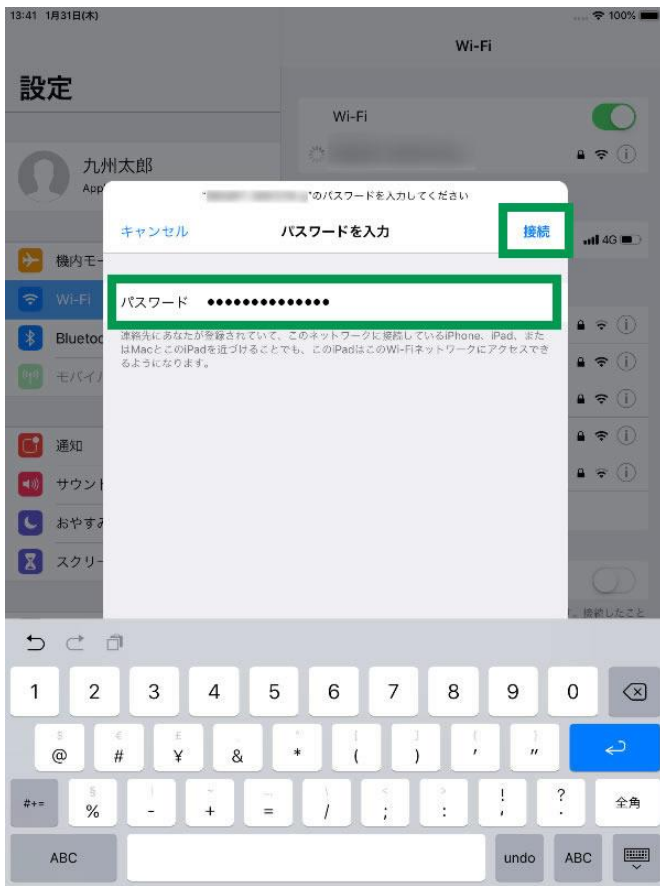 13:41 1月31日(木)
100%
Wi-Fi
設定
Wi-Fi
九州太郎
App
"のパスワードを入力してください
キャンセル
パスワードを入力
接続
4G
機内モー
Wi-Fi
パスワード ●●●●●●●●●●●●●●
連絡先にあなたが登録されていて、このネットワークに接続しているiPhone、iPad、また
はMacとこのiPadを近づけることでも、このiPadはこのWi-Fiネットワークにアクセスでき
るようになります。
Bluetoo
モバイル
通知
サウンド
おやすみ
スクリー
、接続したこと
1 2 3 4 5 6 7 8 9 0
@ # ¥ & * ( ) ' "
#+= % - + = / ; : ! , ? . 全角
ABC undo ABC